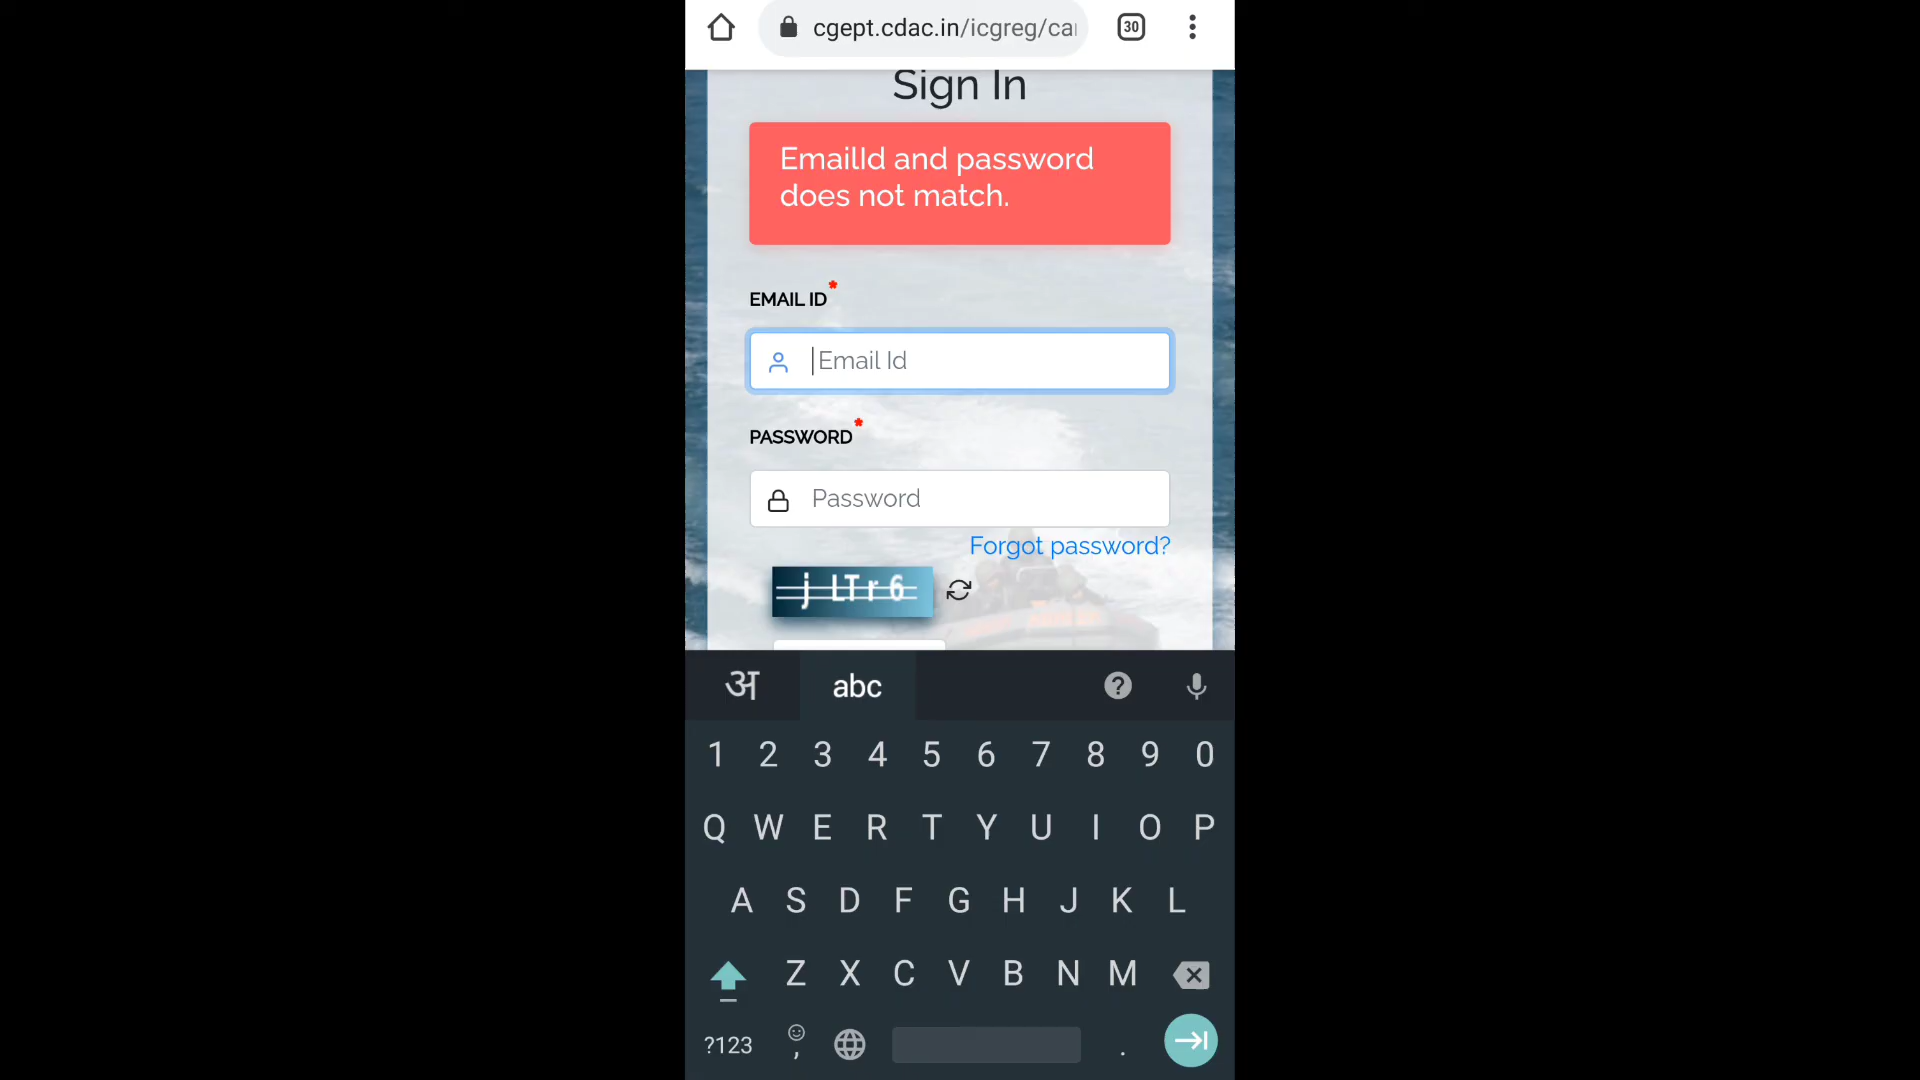 cgept.cdac.in/icgreg/ca
30
Sign In
EmailId and password
does not match.
EMAIL ID*
Email Id
PASSWORD*
Password
Forgot password?
j LTr6
अ abc
1 2 3 4 5 6 7 8 9 0
Q W E R T Y U I O P
A S D F G H J K L
Z X C V B N M
?123 , .